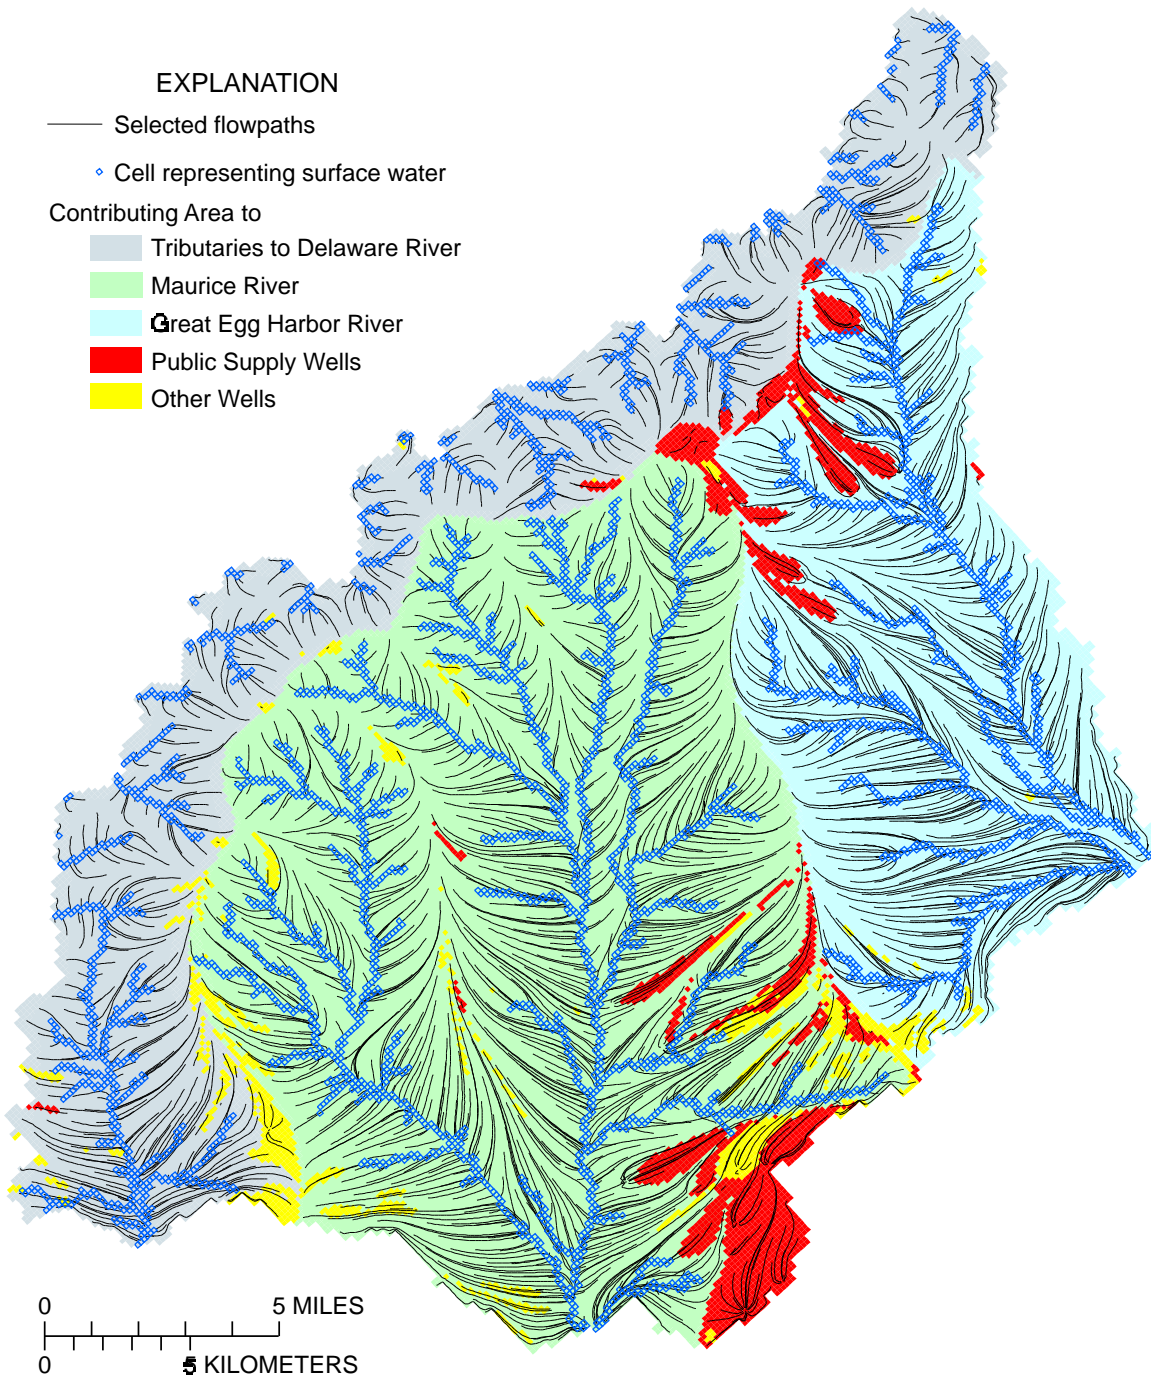 EXPLANATION
Selected flowpaths
Cell representing surface water
Contributing Area to
Tributaries to Delaware River
Maurice River
Great Egg Harbor River
Public Supply Wells
Other Wells
0 5 MILES
0 5 KILOMETERS